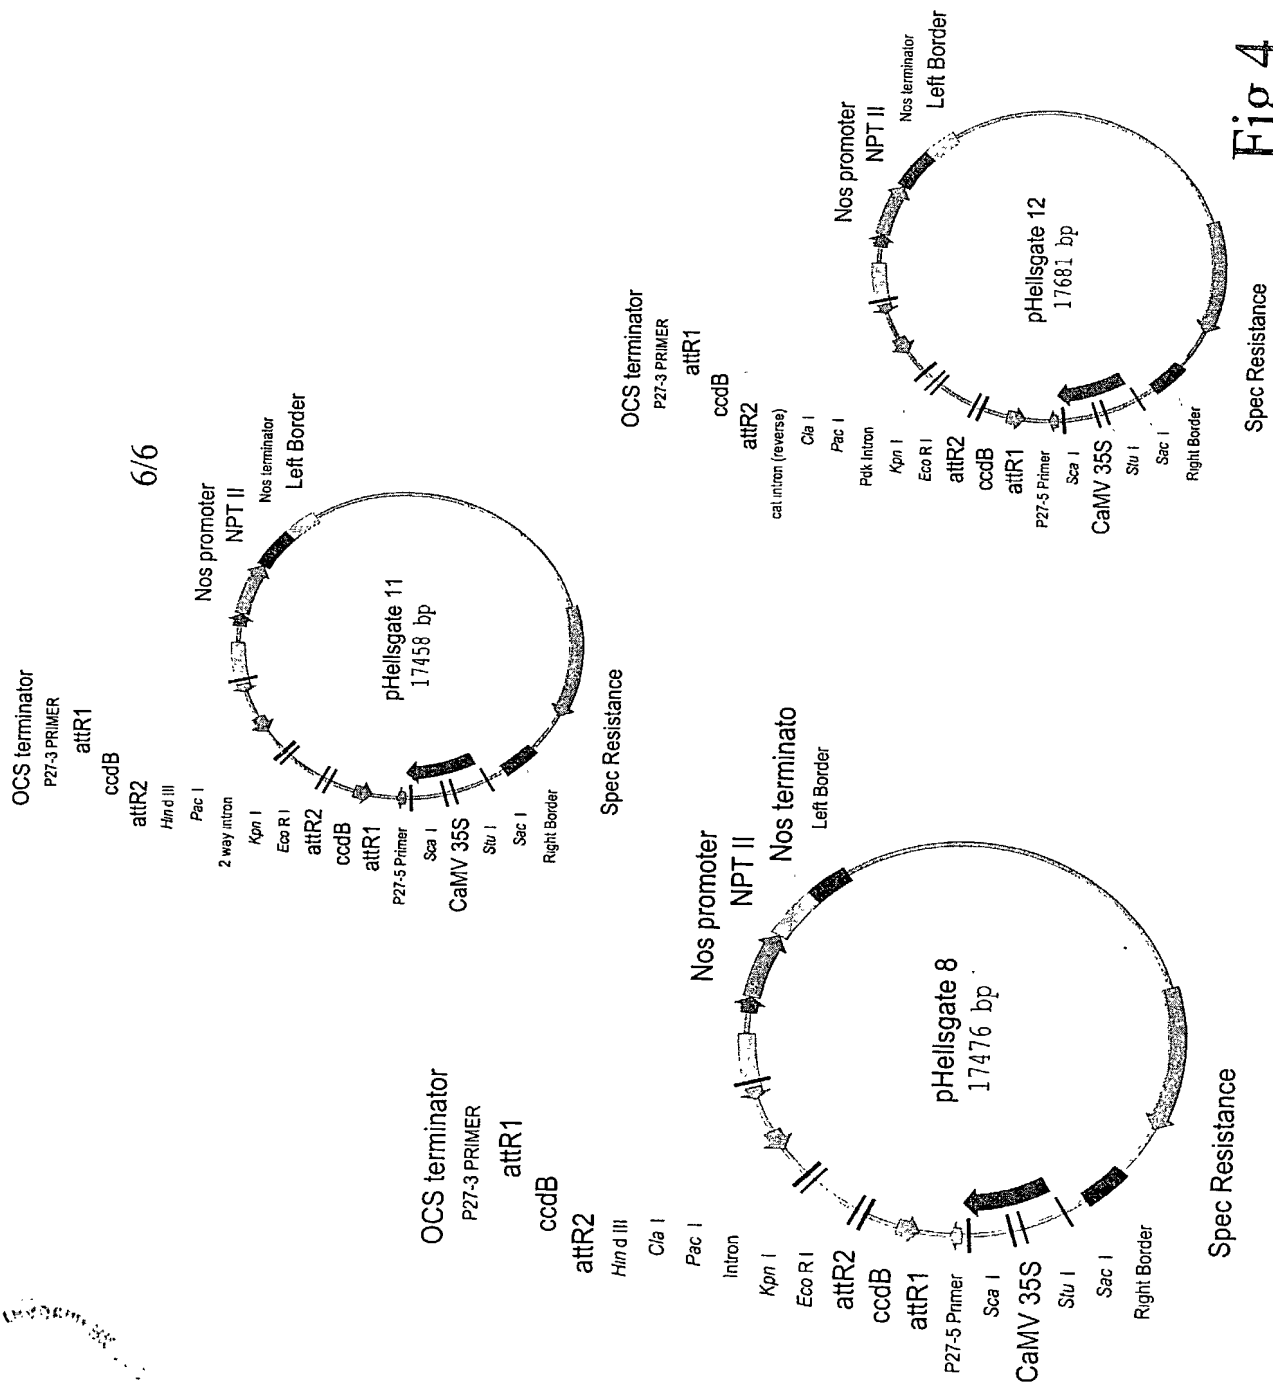 6/6
OCS terminator
P27-3 PRIMER
attR1
ccdB
attR2
Hind III
Pac I
2 way intron
Kpn I
Eco R I
attR2
ccdB
attR1
P27-5 Primer
Sca I
CaMV 35S
Stu I
Sac I
Right Border
Nos promoter
NPT II
Nos terminator
Left Border
pHellsgate 11
17458 bp
Spec Resistance
OCS terminator
P27-3 PRIMER
attR1
ccdB
attR2
Hind III
Cla I
Pac I
Intron
Kpn I
Eco R I
attR2
ccdB
attR1
P27-5 Primer
Sca I
CaMV 35S
Stu I
Sac I
Right Border
Nos promoter
NPT II
Nos terminato
Left Border
pHellsgate 8
17476 bp
Spec Resistance
OCS terminator
P27-3 PRIMER
attR1
ccdB
attR2
cat intron (reverse)
Cla I
Pac I
Pdk Intron
Kpn I
Eco R I
attR2
ccdB
attR1
P27-5 Primer
Sca I
CaMV 35S
Stu I
Sac I
Right Border
Nos promoter
NPT II
Nos terminator
Left Border
pHellsgate 12
17681 bp
Spec Resistance
Fig 4